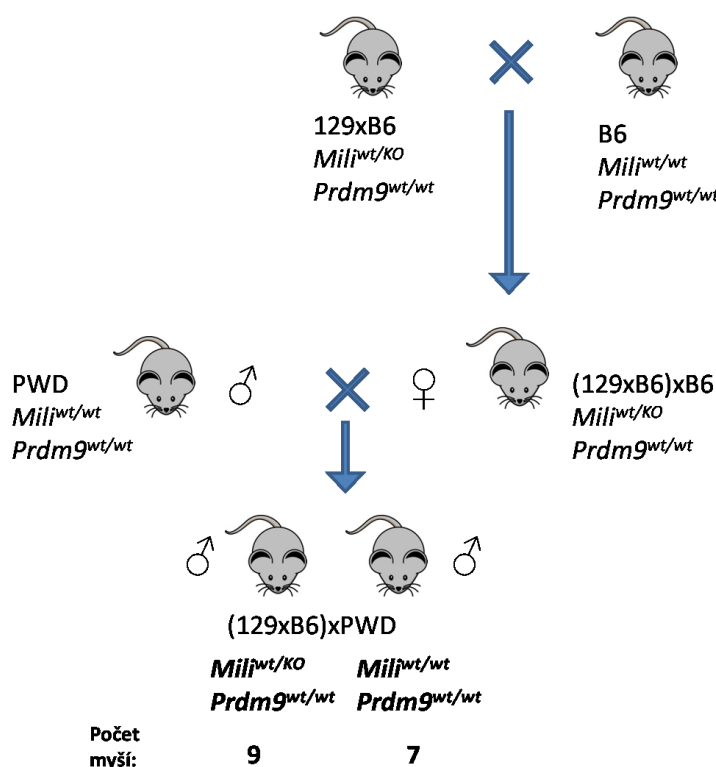 129xB6
Mili^wt/KO
Prdm9^wt/wt
B6
Mili^wt/wt
Prdm9^wt/wt
PWD
Mili^wt/wt
Prdm9^wt/wt
♂
♀
(129xB6)xB6
Mili^wt/KO
Prdm9^wt/wt
♂
♂
(129xB6)xPWD
Mili^wt/KO Mili^wt/wt
Prdm9^wt/wt Prdm9^wt/wt
Počet
myší: 9 7